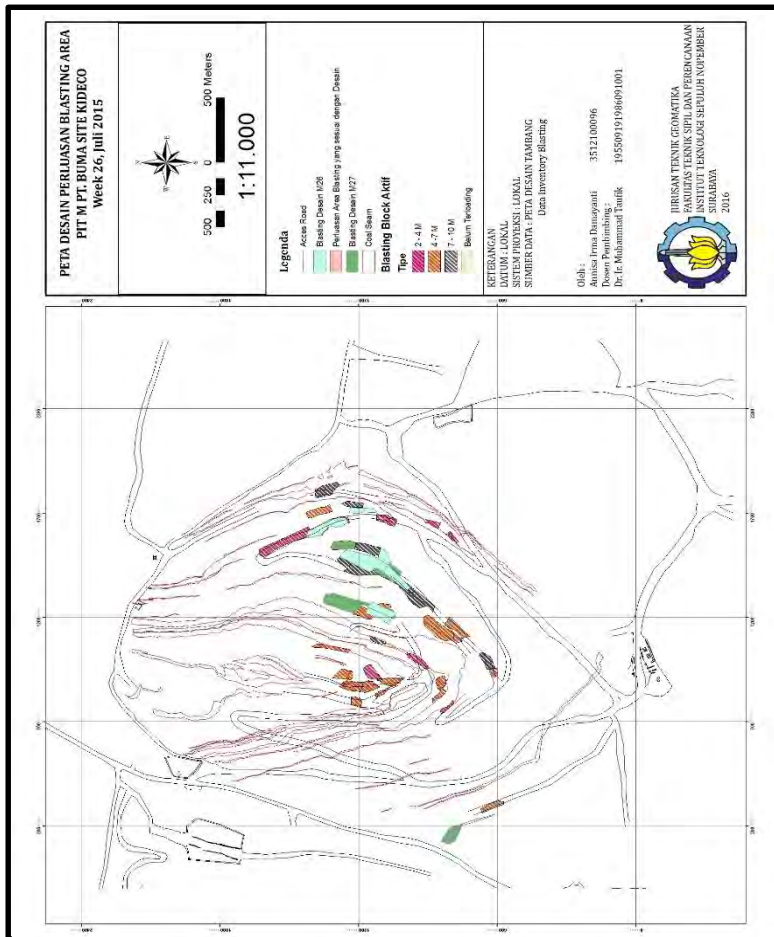 PETA DESAIN PERLUASAN BLASTING AREA
PIT M PT. BUMA SITE KIDECO
Week 26, Juli 2015
N
E
S
W
500 250 0 500 Meters
1:11.000
Legenda
Acces Road
Blasting Desain M26
Perluasan Area Blasting yang sesuai dengan Desain
Blasting Desain M27
Coal Seam
Blasting Block Aktif
Tipe
2 - 4 M
4 -7 M
7 - 10 M
Belum Terloading
KETERANGAN
DATUM : LOKAL
SISTEM PROYEKSI : LOKAL
SUMBER DATA : PETA DESAIN TAMBANG
Data Inventory Blasting
Oleh :
Annisa Irma Damayanti 3512100096
Dosen Pembimbing :
Dr. Ir. Muhammad Taufik 195509191986091001
JURUSAN TEKNIK GEOMATIKA
FAKULTAS TEKNIK SIPIL DAN PERENCANAAN
INSTITUT TEKNOLOGI SEPULUH NOPEMBER
SURABAYA
2016